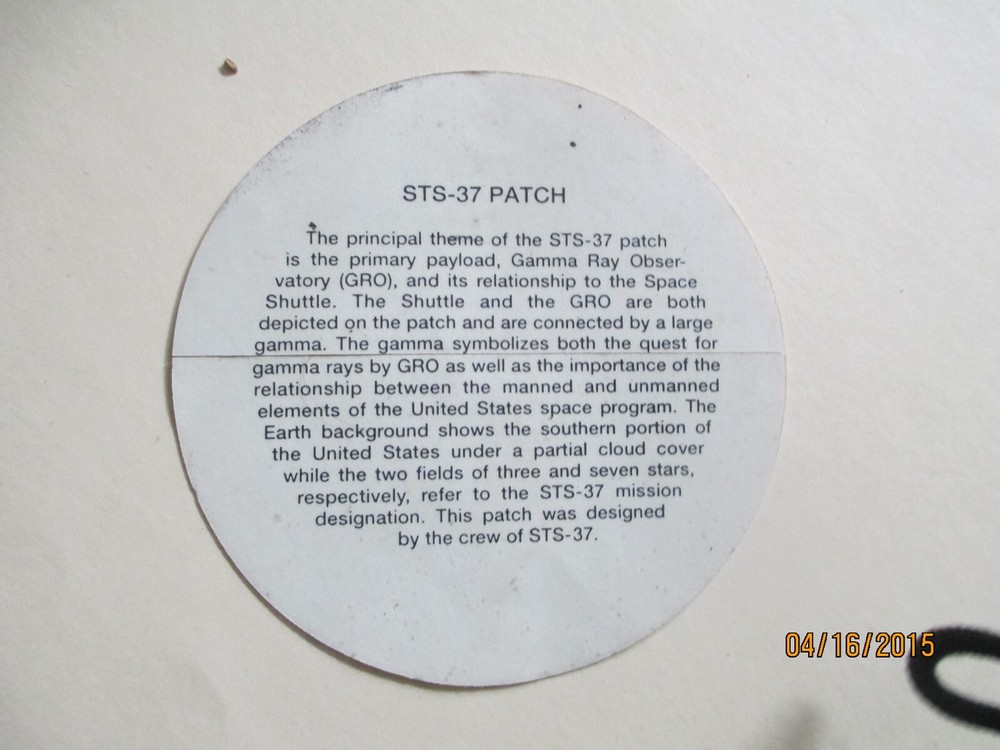 STS-37 PATCH
The principal theme of the STS-37 patch
is the primary payload, Gamma Ray Obser-
vatory (GRO), and its relationship to the Space
Shuttle. The Shuttle and the GRO are both
depicted on the patch and are connected by a large
gamma. The gamma symbolizes both the quest for
gamma rays by GRO as well as the importance of the
relationship between the manned and unmanned
elements of the United States space program. The
Earth background shows the southern portion of
the United States under a partial cloud cover
while the two fields of three and seven stars,
respectively, refer to the STS-37 mission
designation. This patch was designed
by the crew of STS-37.
04/16/2015